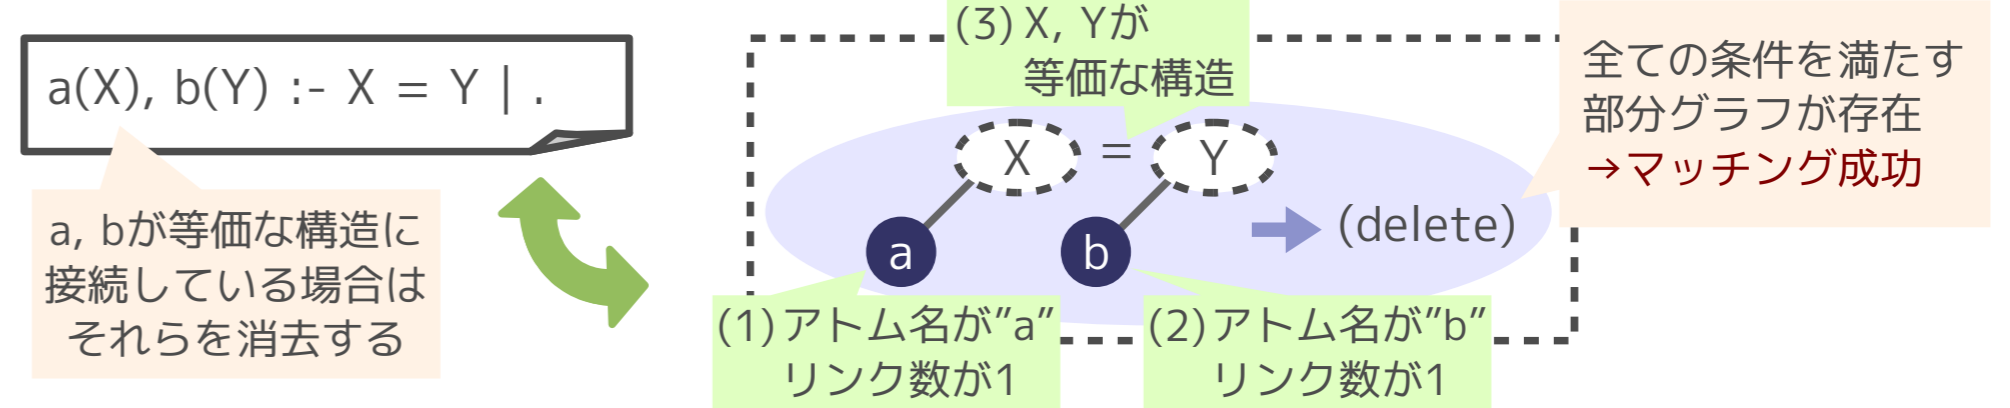 a(X), b(Y) :- X = Y | .
a, bが等価な構造に
接続している場合は
それらを消去する
(3) X, Yが
等価な構造
X = Y
a
b
(delete)
(1) アトム名が”a”
リンク数が1
(2) アトム名が”b”
リンク数が1
全ての条件を満たす
部分グラフが存在
→マッチング成功